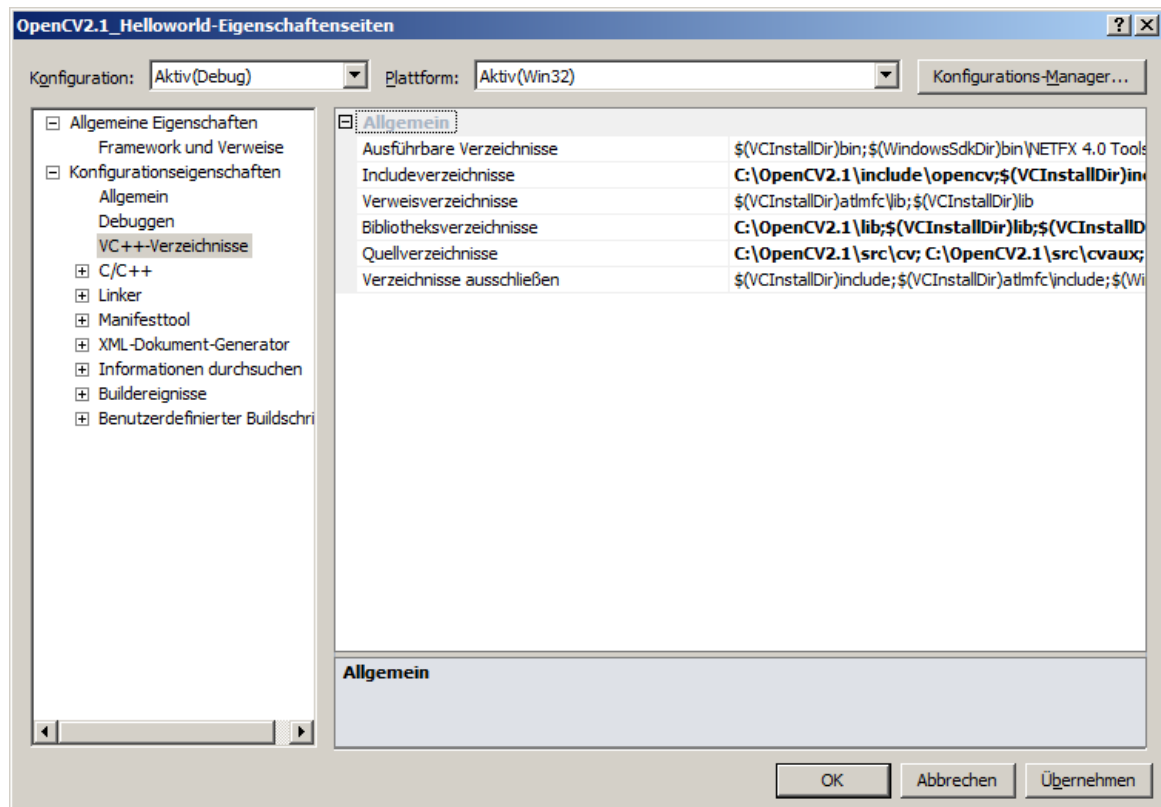 OpenCV2.1_Helloworld-Eigenschaftenseiten
Konfiguration: Aktiv(Debug) Plattform: Aktiv(Win32) Konfigurations-Manager...
Allgemeine Eigenschaften
Framework und Verweise
Konfigurationseigenschaften
Allgemein
Debuggen
VC++-Verzeichnisse
C/C++
Linker
Manifesttool
XML-Dokument-Generator
Informationen durchsuchen
Buildereignisse
Benutzerdefinierter Buildschri
Allgemein
Ausführbare Verzeichnisse $(VCInstallDir)bin;$(WindowsSdkDir)bin\NETFX 4.0 Tools
Includeverzeichnisse C:\OpenCV2.1\include\opencv;$(VCInstallDir)in
Verweisverzeichnisse $(VCInstallDir)atlmfc\lib;$(VCInstallDir)lib
Bibliotheksverzeichnisse C:\OpenCV2.1\lib;$(VCInstallDir)lib;$(VCInstallD
Quellverzeichnisse C:\OpenCV2.1\src\cv; C:\OpenCV2.1\src\cvaux;
Verzeichnisse ausschließen $(VCInstallDir)include;$(VCInstallDir)atlmfc\include;$(Wi
Allgemein
OK Abbrechen Übernehmen